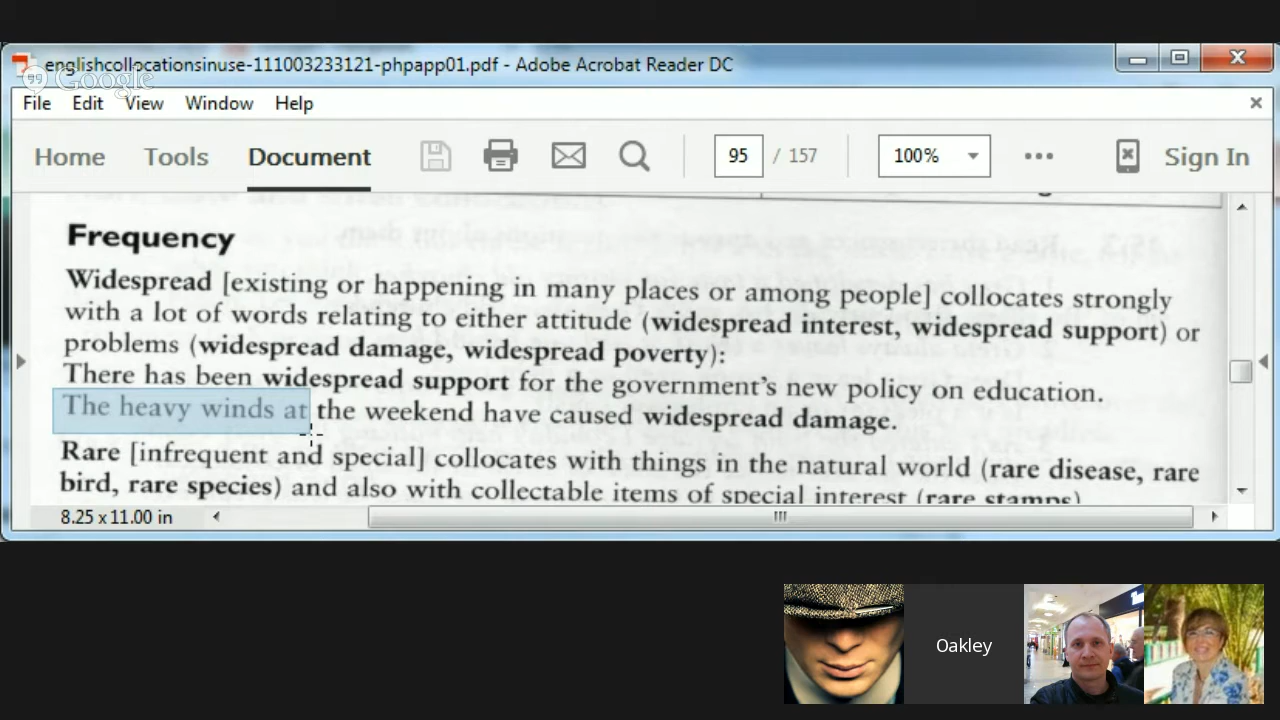 englishcollocationsinuse-111003233121-phpapp01.pdf - Adobe Acrobat Reader DC
Google
File Edit View Window Help
Home Tools Document 95 / 157 100% Sign In
Frequency
Widespread [existing or happening in many places or among people] collocates strongly
with a lot of words relating to either attitude (widespread interest, widespread support) or
problems (widespread damage, widespread poverty):
There has been widespread support for the government's new policy on education.
The heavy winds at the weekend have caused widespread damage.
Rare [infrequent and special] collocates with things in the natural world (rare disease, rare
bird, rare species) and also with collectable items of special interest (rare stamps)
8.25 x 11.00 in
Oakley